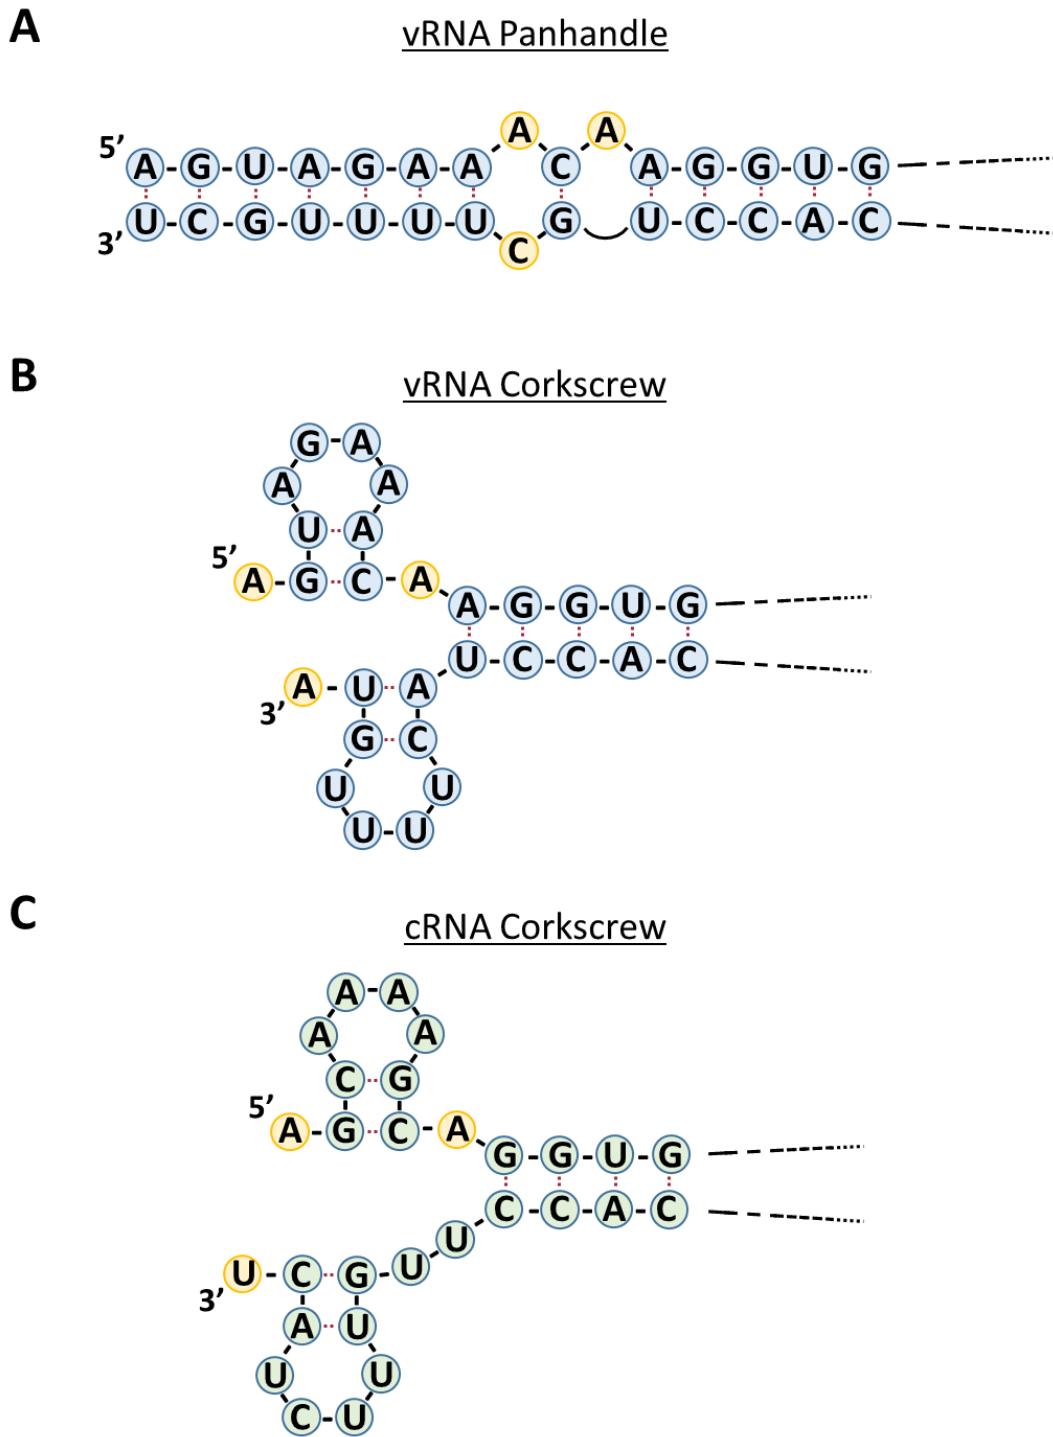 A
vRNA Panhandle
A A
5’ A-G-U-A-G-A-A C A-G-G-U-G
3’ U-C-G-U-U-U-U G U-C-C-A-C
C
B
vRNA Corkscrew
G-A
A A
U A
5’ A-G C-A
A-G-G-U-G
U-C-C-A-C
3’ A-U A
G C
U U
U-U
C
cRNA Corkscrew
A-A
A A
C G
5’ A-G C-A
G-G-U-G
C-C-A-C
U
3’ U-C G-U
A U
U U
C-U